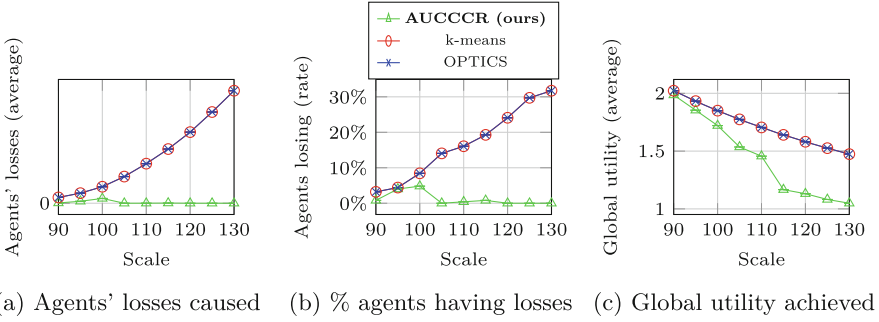 AUCCCR (ours)
k-means
OPTICS
Agents' losses (average)
0
90 100 110 120 130
Scale
Agents losing (rate)
30%
20%
10%
0%
90 100 110 120 130
Scale
Global utility (average)
2
1.5
1
90 100 110 120 130
Scale
a) Agents' losses caused
(b) % agents having losses
(c) Global utility achieved